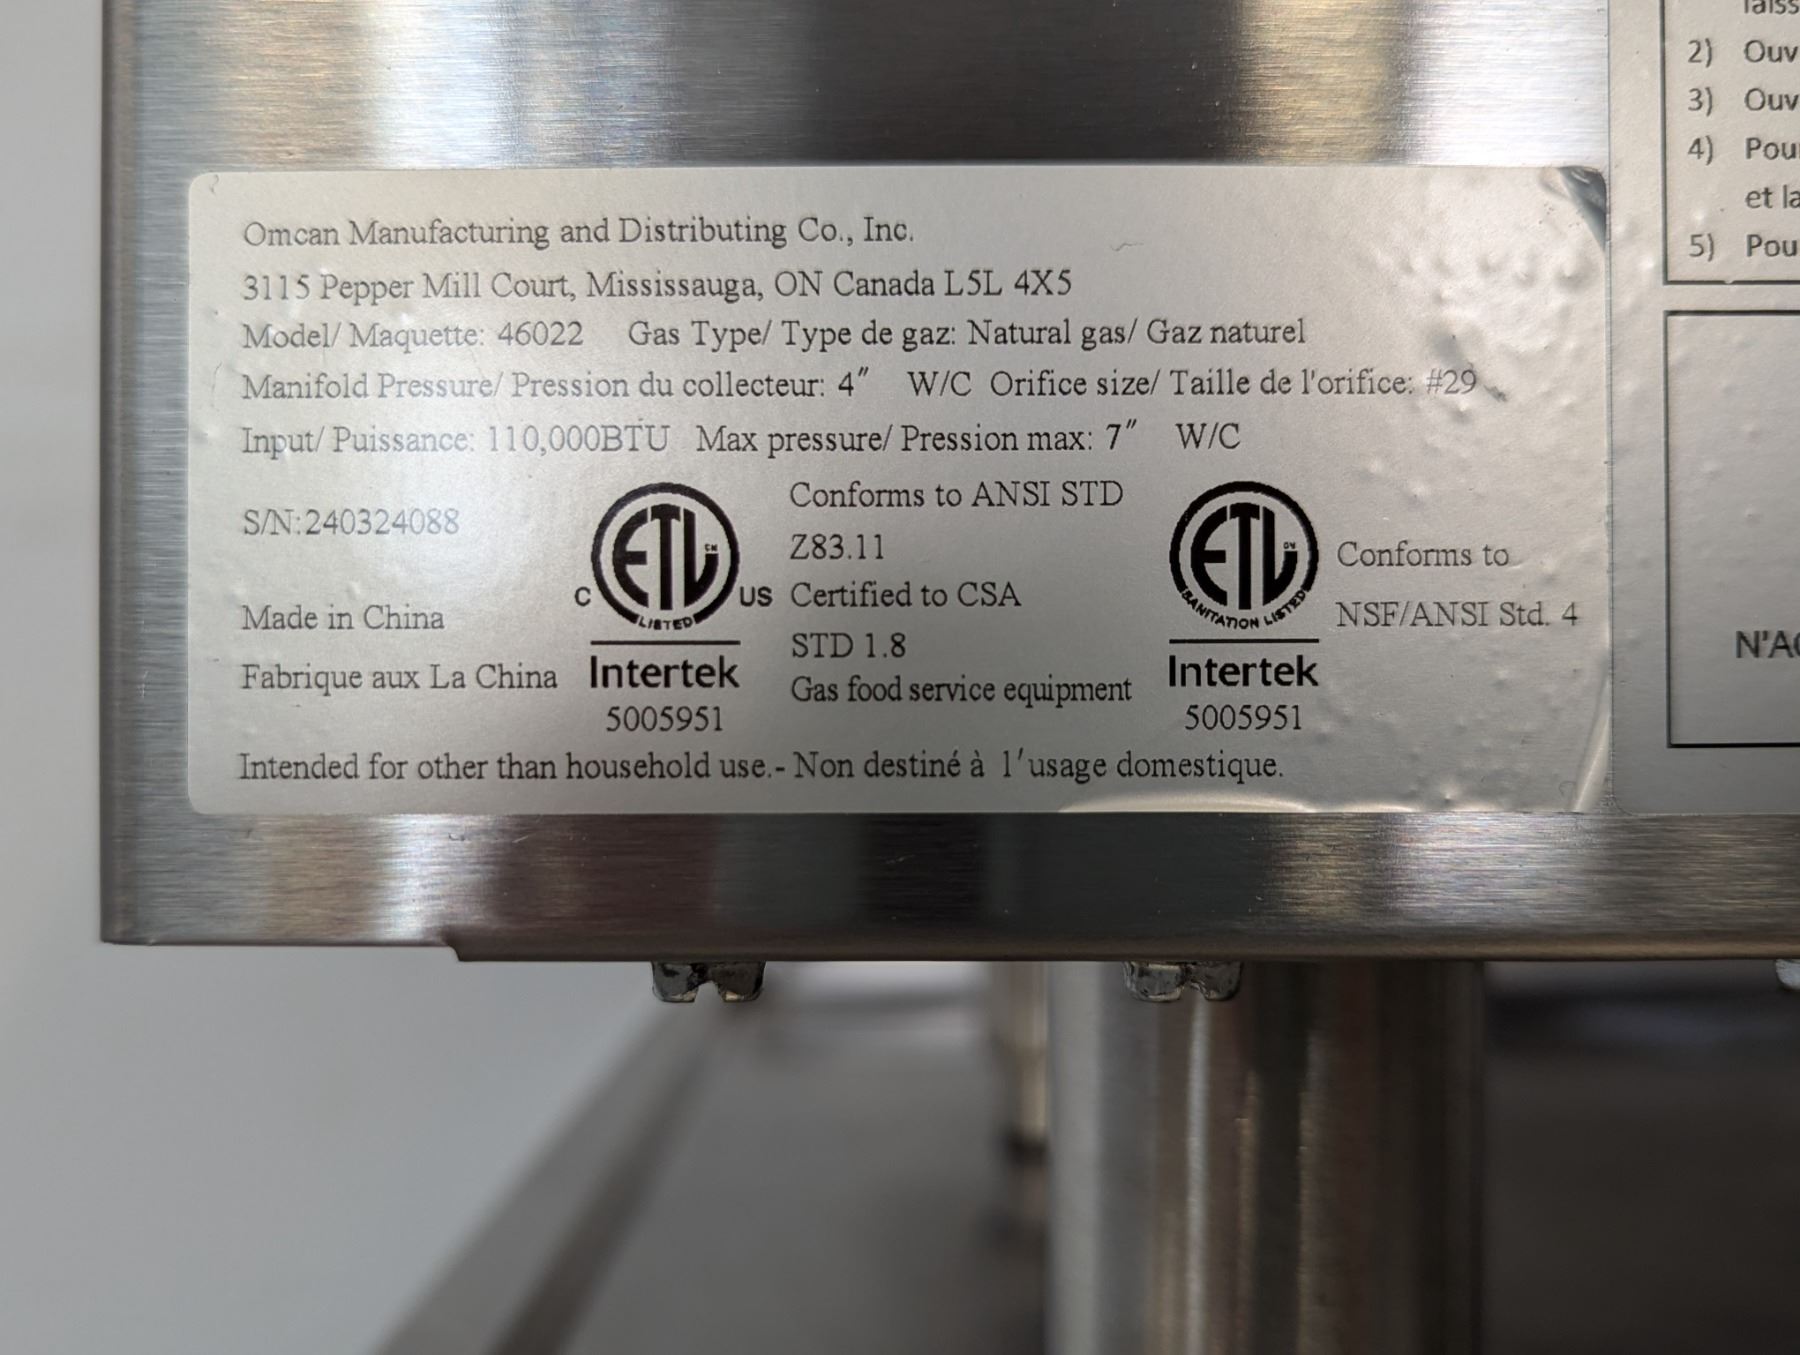 Omcan Manufacturing and Distributing Co., Inc.
3115 Pepper Mill Court, Mississauga, ON Canada L5L 4X5
Model/ Maquette: 46022 Gas Type/ Type de gaz: Natural gas/ Gaz naturel
Manifold Pressure/ Pression du collecteur: 4″ W/C Orifice size/ Taille de l'orifice: #29
Input/ Puissance: 110,000BTU Max pressure/ Pression max: 7″ W/C
S/N:240324088
Made in China
Fabrique aux La China
C ETL US
LISTED
Intertek
5005951
Conforms to ANSI STD
Z83.11
Certified to CSA
STD 1.8
Gas food service equipment
ETL
SANITATION LISTED
Intertek
5005951
Conforms to
NSF/ANSI Std. 4
Intended for other than household use.- Non destiné à l′usage domestique.
2)
3)
4)
et
5)